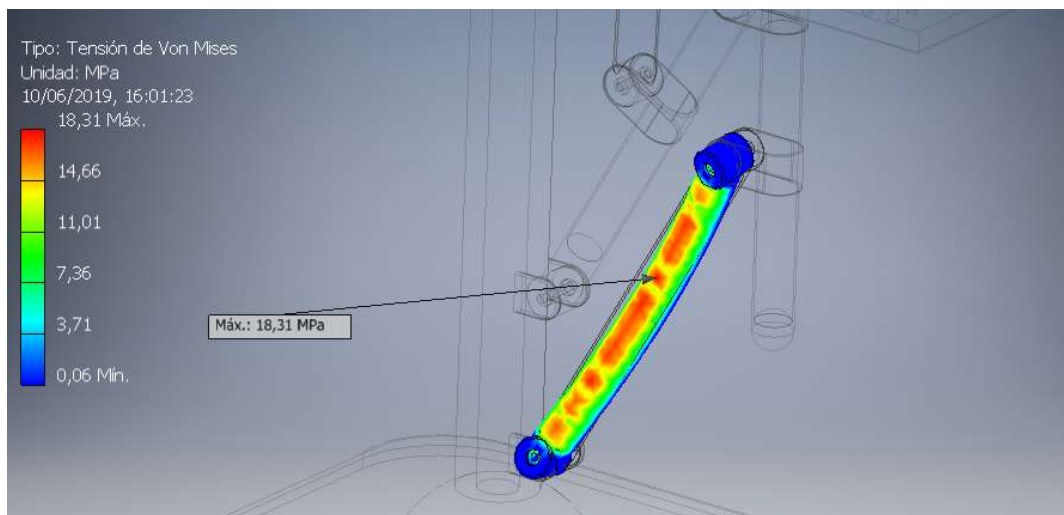 Tipo: Tensión de Von Mises
Unidad: MPa
10/06/2019, 16:01:23
18,31 Máx.
14,66
11,01
7,36
3,71
0,06 Mín.
Máx.: 18,31 MPa